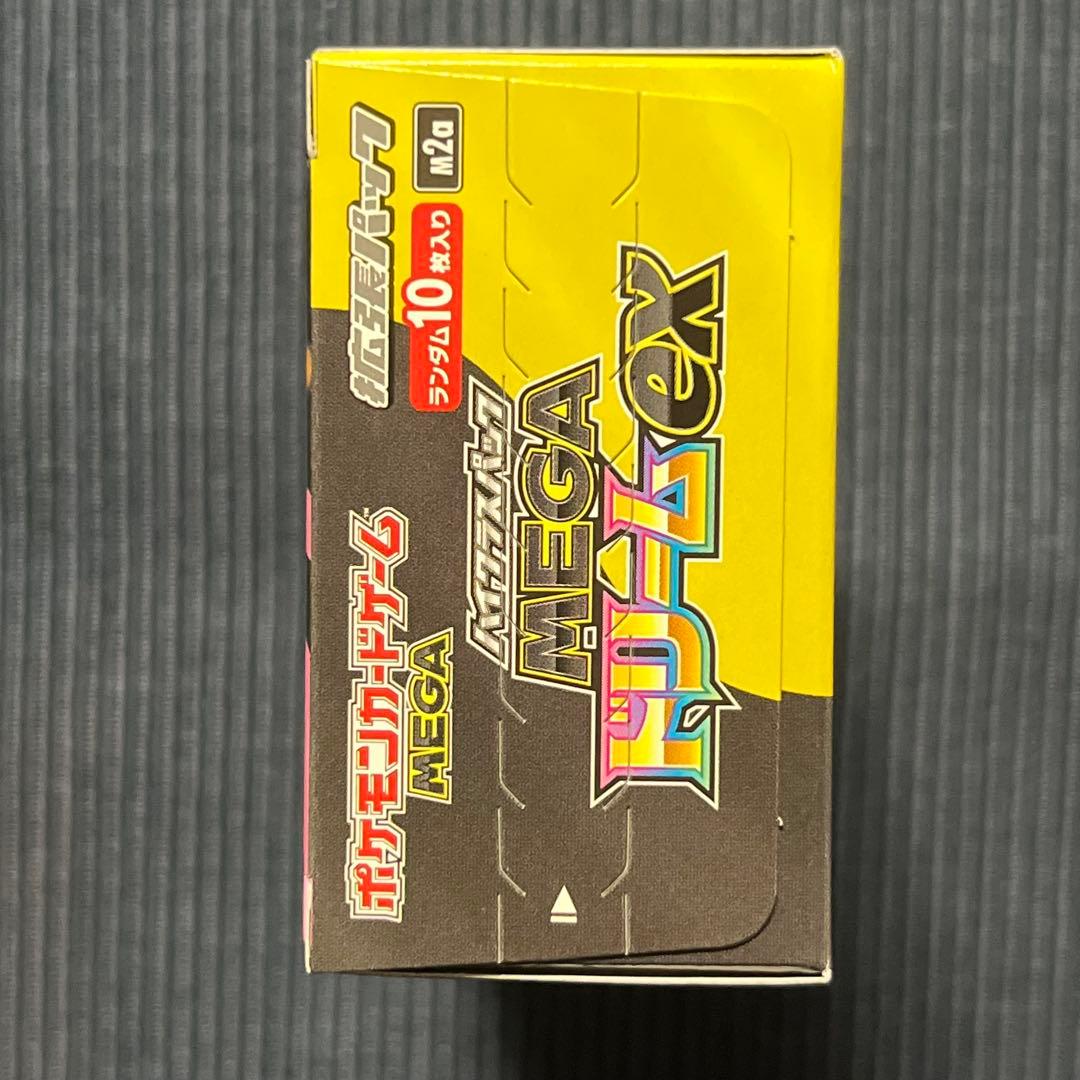 ポケモンカードゲーム™
MEGA
拡張パック
ランダム10枚入り
M2a
ハイクラスパック
MEGA
ドリームex